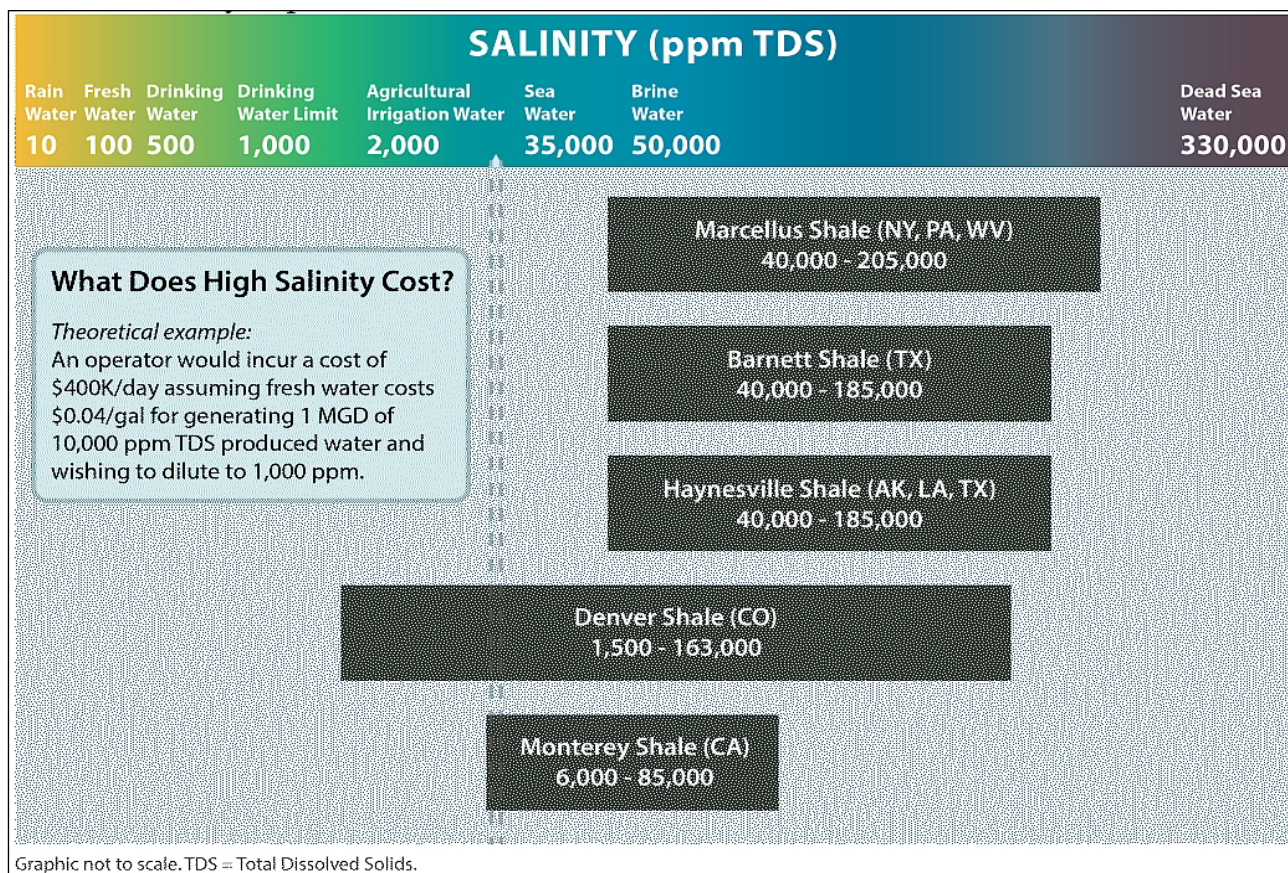 SALINITY (ppm TDS)
Rain Water 10
Fresh Water 100
Drinking Water 500
Drinking Water Limit 1,000
Agricultural Irrigation Water 2,000
Sea Water 35,000
Brine Water 50,000
Dead Sea Water 330,000
Marcellus Shale (NY, PA, WV)
40,000 - 205,000
What Does High Salinity Cost?
Theoretical example:
An operator would incur a cost of
$400K/day assuming fresh water costs
$0.04/gal for generating 1 MGD of
10,000 ppm TDS produced water and
wishing to dilute to 1,000 ppm.
Barnett Shale (TX)
40,000 - 185,000
Haynesville Shale (AK, LA, TX)
40,000 - 185,000
Denver Shale (CO)
1,500 - 163,000
Monterey Shale (CA)
6,000 - 85,000
Graphic not to scale. TDS = Total Dissolved Solids.